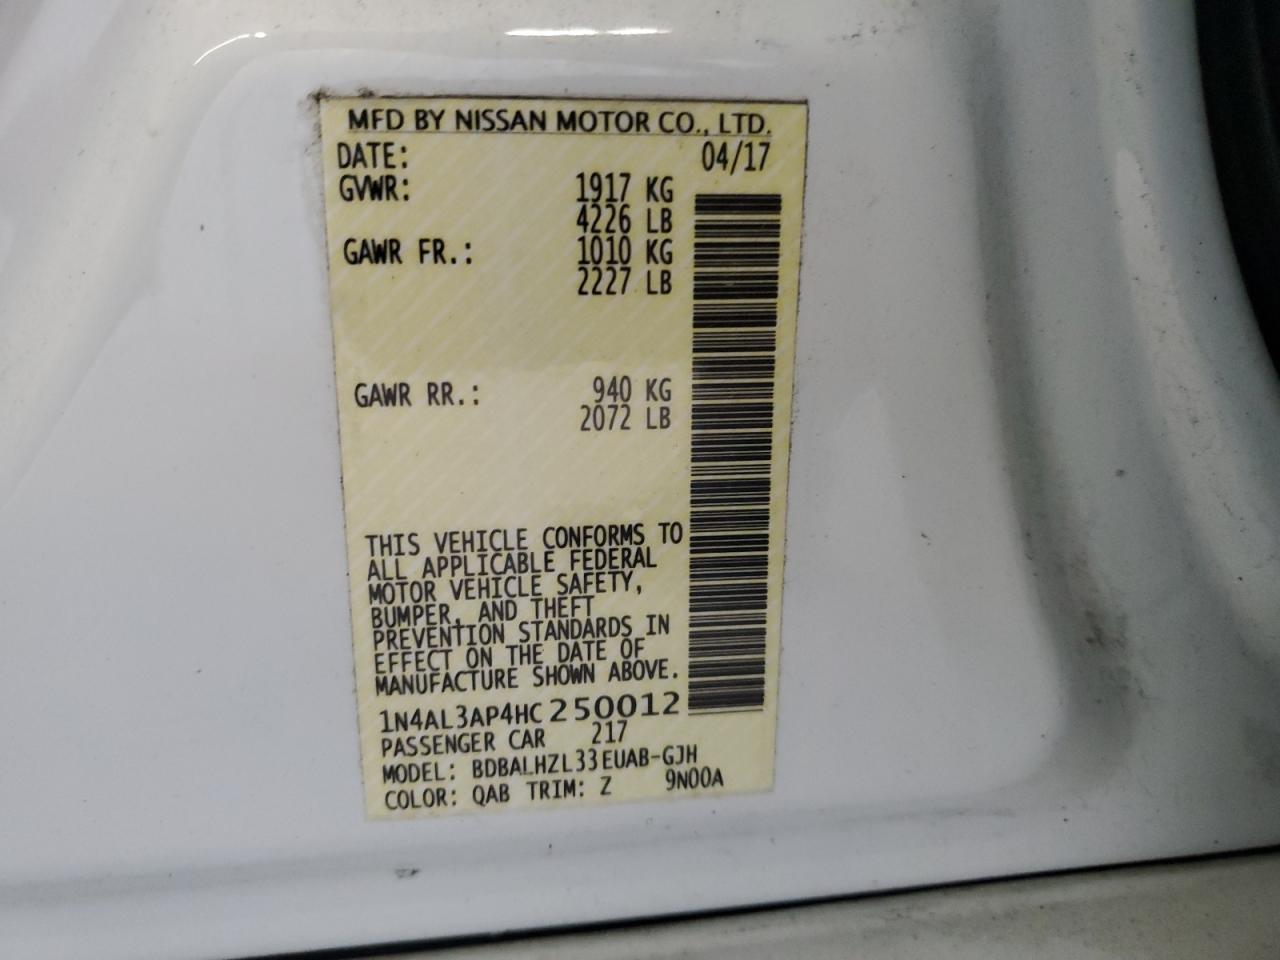 MFD BY NISSAN MOTOR CO., LTD.
DATE: 04/17
GVWR: 1917 KG
4226 LB
GAWR FR.: 1010 KG
2227 LB
GAWR RR.: 940 KG
2072 LB
THIS VEHICLE CONFORMS TO
ALL APPLICABLE FEDERAL
MOTOR VEHICLE SAFETY,
BUMPER, AND THEFT
PREVENTION STANDARDS IN
EFFECT ON THE DATE OF
MANUFACTURE SHOWN ABOVE.
1N4AL3AP4HC250012
PASSENGER CAR 217
MODEL: BDBALHZL33EUAB-GJH
COLOR: QAB TRIM: Z 9N00A